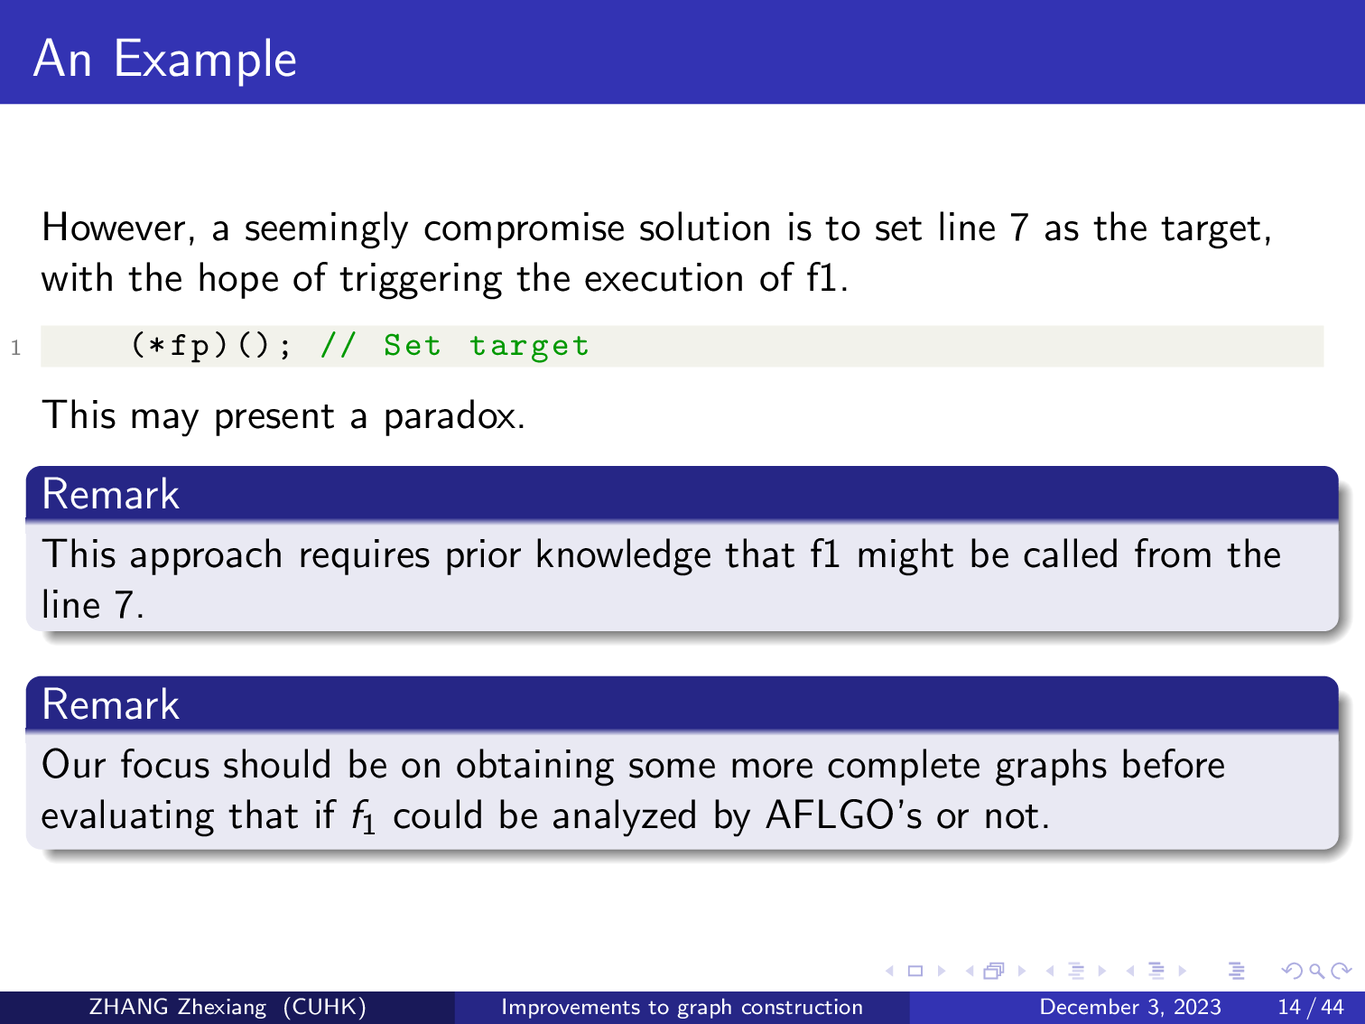 An Example
However, a seemingly compromise solution is to set line 7 as the target,
with the hope of triggering the execution of f1.
1 (*fp)(); // Set target
This may present a paradox.
Remark
This approach requires prior knowledge that f1 might be called from the
line 7.
Remark
Our focus should be on obtaining some more complete graphs before
evaluating that if f1 could be analyzed by AFLGO's or not.
ZHANG Zhexiang (CUHK) Improvements to graph construction December 3, 2023 14 / 44